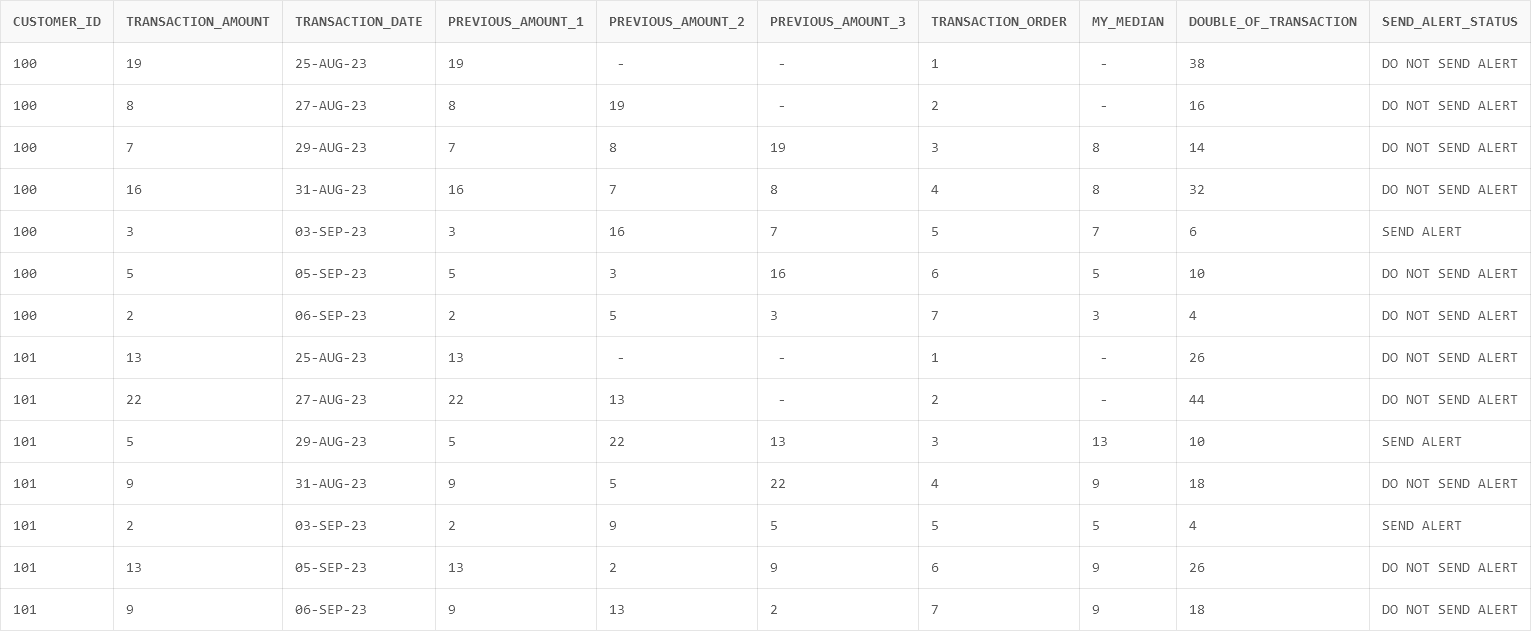 CUSTOMER_ID TRANSACTION_AMOUNT TRANSACTION_DATE PREVIOUS_AMOUNT_1 PREVIOUS_AMOUNT_2 PREVIOUS_AMOUNT_3 TRANSACTION_ORDER MY_MEDIAN DOUBLE_OF_TRANSACTION SEND_ALERT_STATUS
100 19 25-AUG-23 19 - - 1 - 38 DO NOT SEND ALERT
100 8 27-AUG-23 8 19 - 2 - 16 DO NOT SEND ALERT
100 7 29-AUG-23 7 8 19 3 8 14 DO NOT SEND ALERT
100 16 31-AUG-23 16 7 8 4 8 32 DO NOT SEND ALERT
100 3 03-SEP-23 3 16 7 5 7 6 SEND ALERT
100 5 05-SEP-23 5 3 16 6 5 10 DO NOT SEND ALERT
100 2 06-SEP-23 2 5 3 7 3 4 DO NOT SEND ALERT
101 13 25-AUG-23 13 - - 1 - 26 DO NOT SEND ALERT
101 22 27-AUG-23 22 13 - 2 - 44 DO NOT SEND ALERT
101 5 29-AUG-23 5 22 13 3 13 10 SEND ALERT
101 9 31-AUG-23 9 5 22 4 9 18 DO NOT SEND ALERT
101 2 03-SEP-23 2 9 5 5 5 4 SEND ALERT
101 13 05-SEP-23 13 2 9 6 9 26 DO NOT SEND ALERT
101 9 06-SEP-23 9 13 2 7 9 18 DO NOT SEND ALERT